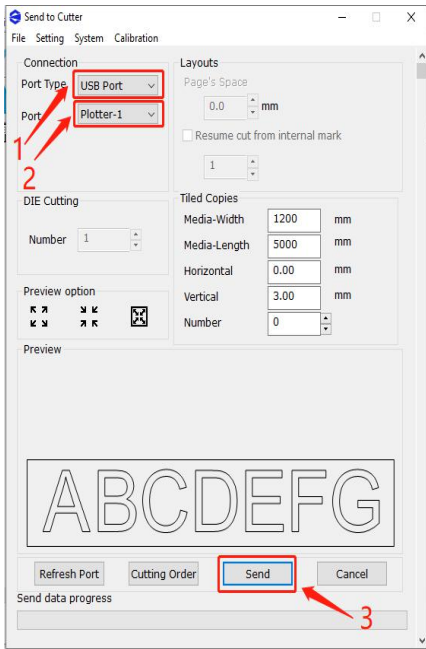 Send to Cutter
File Setting System Calibration
Connection
Port Type USB Port
Port Plotter-1
1
2
Layouts
Page's Space
0.0 mm
Resume cut from internal mark
1
DIE Cutting
Number 1
Tiled Copies
Media-Width 1200 mm
Media-Length 5000 mm
Horizontal 0.00 mm
Vertical 3.00 mm
Number 0
Preview option
Preview
ABCDEFG
Refresh Port Cutting Order Send Cancel
Send data progress
3